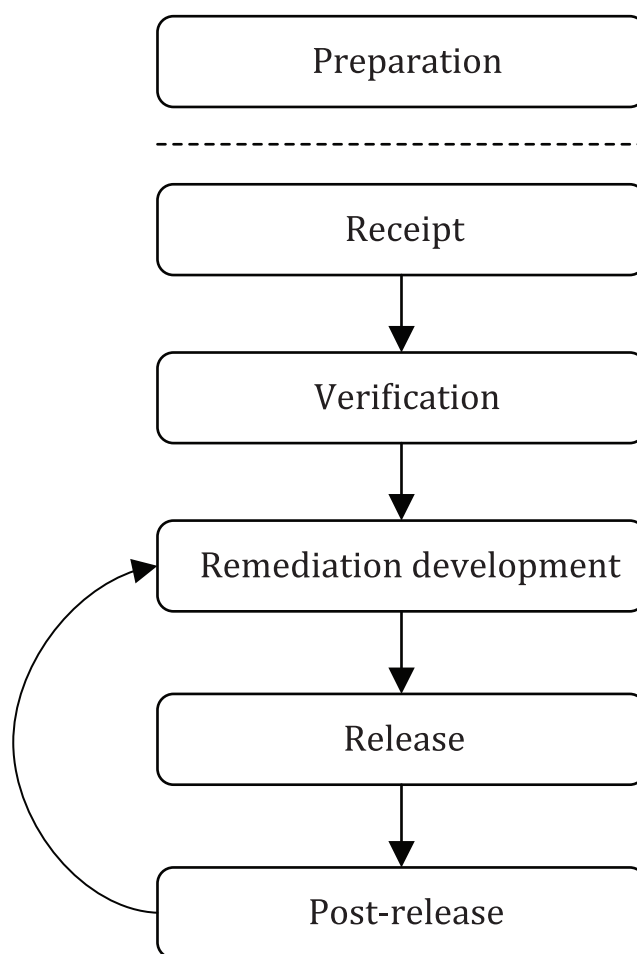 Preparation
Receipt
Verification
Remediation development
Release
Post-release